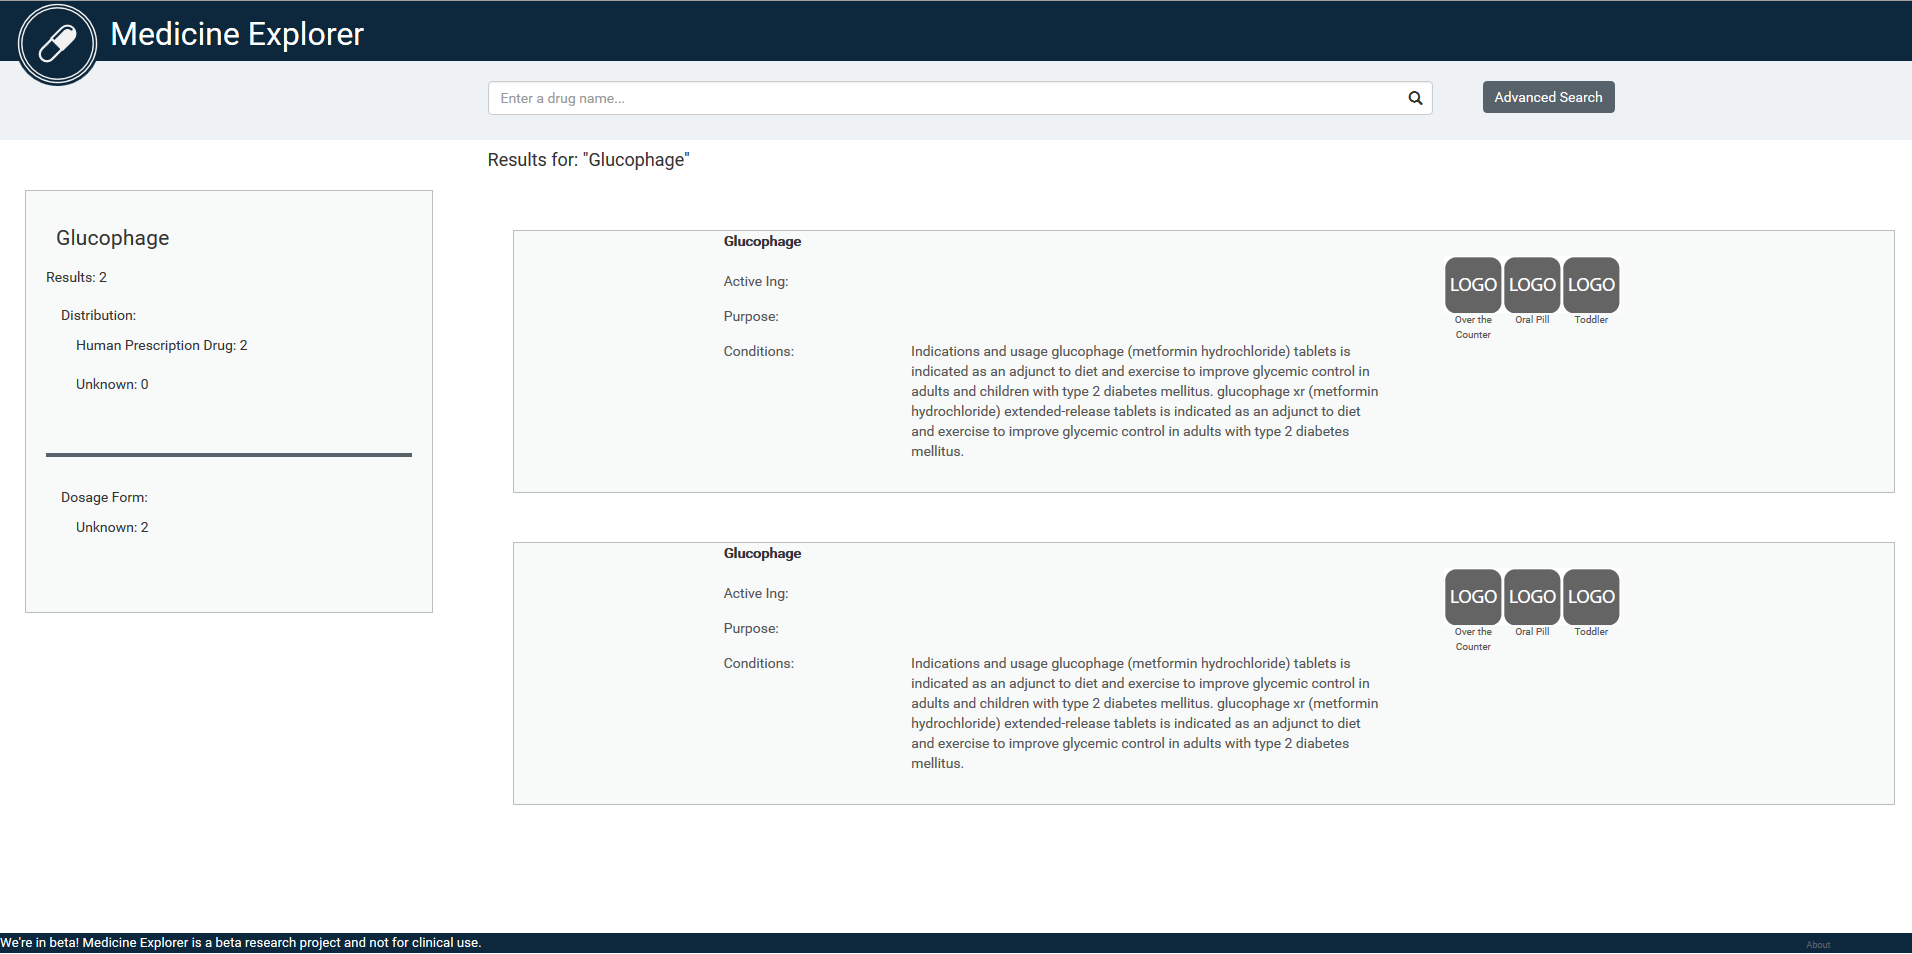 Medicine Explorer
Enter a drug name...
Advanced Search
Results for: "Glucophage"
Glucophage
Results: 2
Distribution:
Human Prescription Drug: 2
Unknown: 0
Dosage Form:
Unknown: 2
Glucophage
Active Ing:
Purpose:
Conditions:
Indications and usage glucophage (metformin hydrochloride) tablets is
indicated as an adjunct to diet and exercise to improve glycemic control in
adults and children with type 2 diabetes mellitus. glucophage xr (metformin
hydrochloride) extended-release tablets is indicated as an adjunct to diet
and exercise to improve glycemic control in adults with type 2 diabetes
mellitus.
LOGO LOGO LOGO
Over the Oral Pill Toddler
Counter
Glucophage
Active Ing:
Purpose:
Conditions:
Indications and usage glucophage (metformin hydrochloride) tablets is
indicated as an adjunct to diet and exercise to improve glycemic control in
adults and children with type 2 diabetes mellitus. glucophage xr (metformin
hydrochloride) extended-release tablets is indicated as an adjunct to diet
and exercise to improve glycemic control in adults with type 2 diabetes
mellitus.
LOGO LOGO LOGO
Over the Oral Pill Toddler
Counter
We're in beta! Medicine Explorer is a beta research project and not for clinical use.
About